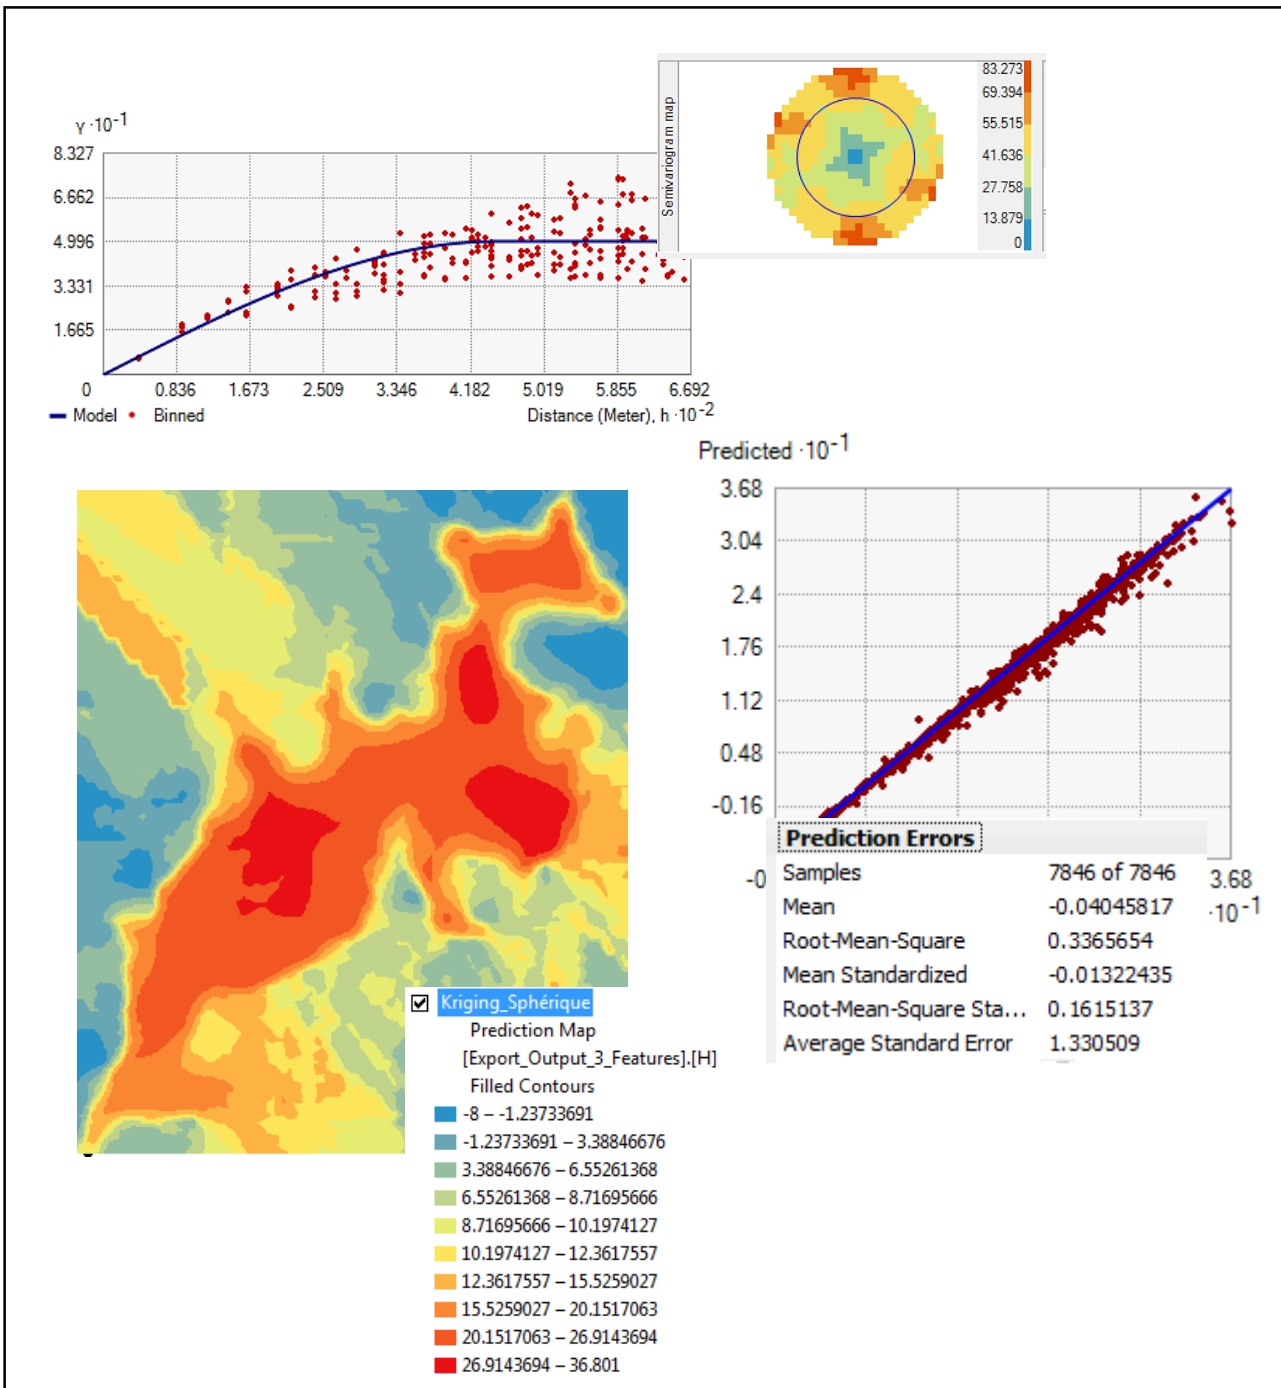 γ ·10-1
8.327
6.662
4.996
3.331
1.665
0 0.836 1.673 2.509 3.346 4.182 5.019 5.855 6.692
Model Binned Distance (Meter), h ·10-2
Semivariogram map
83.273
69.394
55.515
41.636
27.758
13.879
0
Predicted ·10-1
3.68
3.04
2.4
1.76
1.12
0.48
-0.16
-0 3.68
·10-1
Prediction Errors
Samples 7846 of 7846
Mean -0.04045817
Root-Mean-Square 0.3365654
Mean Standardized -0.01322435
Root-Mean-Square Sta... 0.1615137
Average Standard Error 1.330509
Kriging_Sphérique
Prediction Map
[Export_Output_3_Features].[H]
Filled Contours
-8 – -1.23733691
-1.23733691 – 3.38846676
3.38846676 – 6.55261368
6.55261368 – 8.71695666
8.71695666 – 10.1974127
10.1974127 – 12.3617557
12.3617557 – 15.5259027
15.5259027 – 20.1517063
20.1517063 – 26.9143694
26.9143694 – 36.801